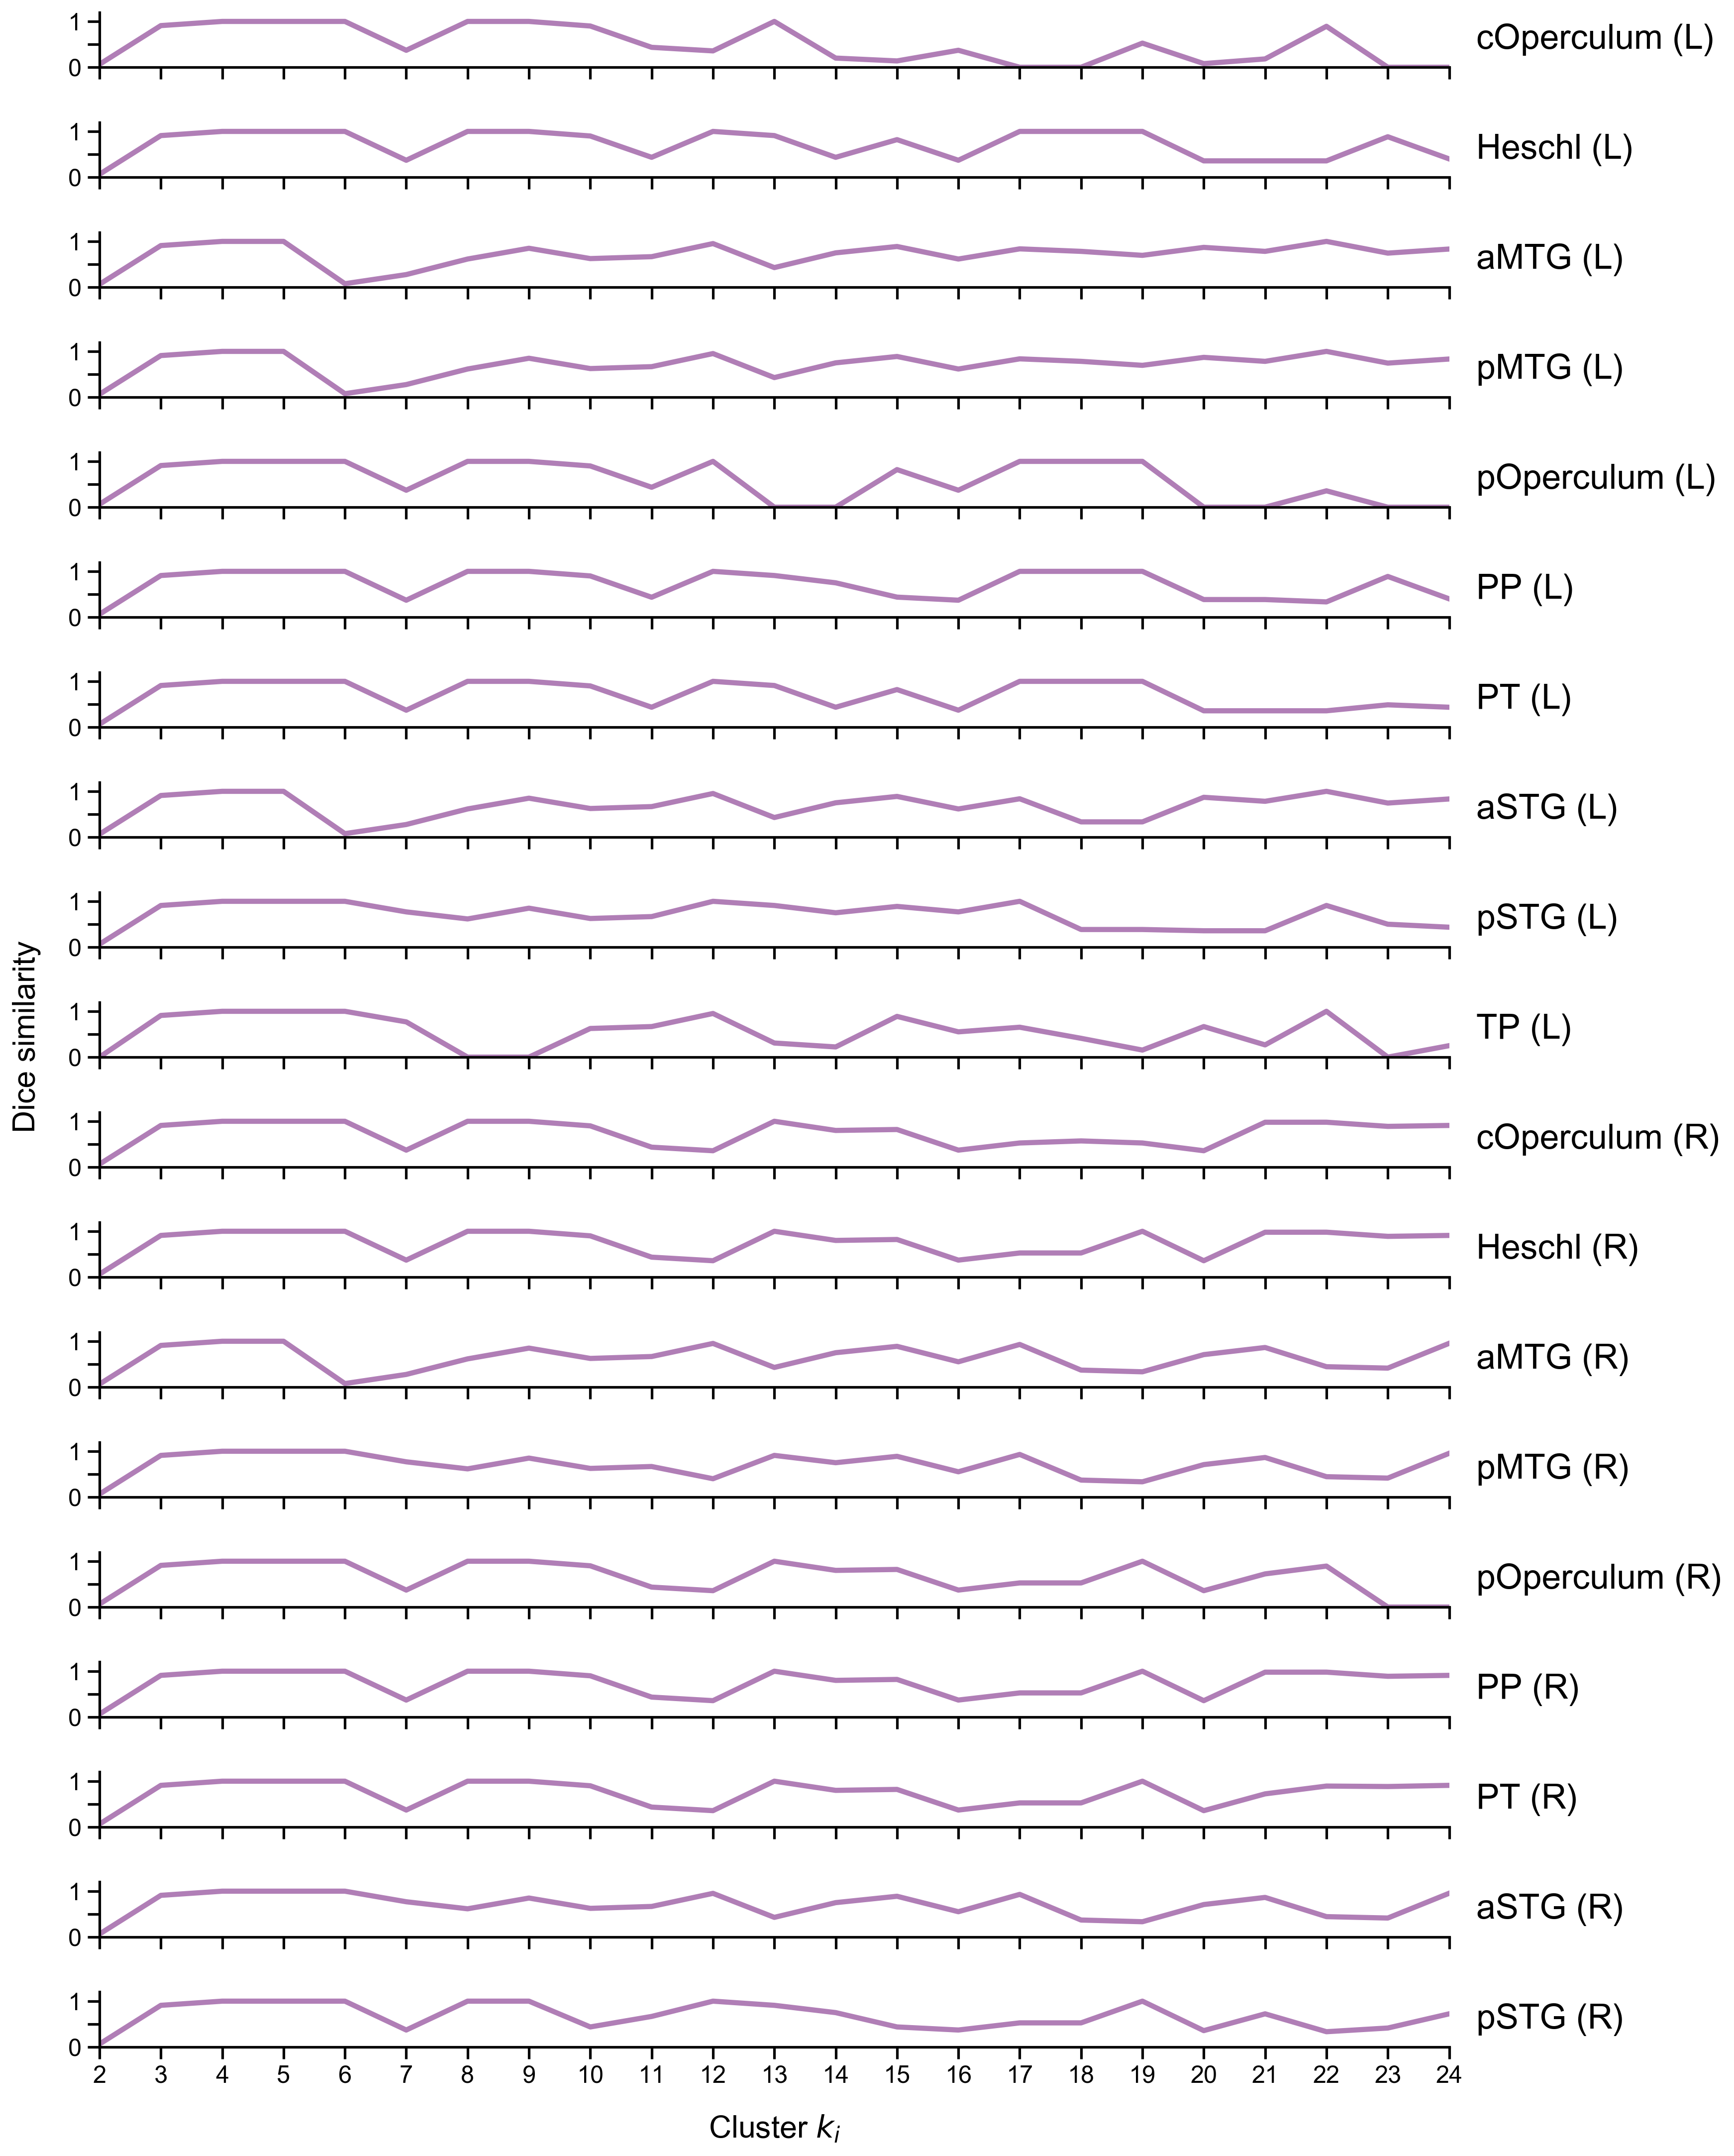 1
0
cOperculum (L)
1
0
Heschl (L)
1
0
aMTG (L)
1
0
pMTG (L)
1
0
pOperculum (L)
1
0
PP (L)
1
0
PT (L)
1
0
aSTG (L)
1
0
pSTG (L)
1
0
TP (L)
Dice similarity
1
0
cOperculum (R)
1
0
Heschl (R)
1
0
aMTG (R)
1
0
pMTG (R)
1
0
pOperculum (R)
1
0
PP (R)
1
0
PT (R)
1
0
aSTG (R)
1
0
pSTG (R)
2 3 4 5 6 7 8 9 10 11 12 13 14 15 16 17 18 19 20 21 22 23 24
Cluster kᵢ